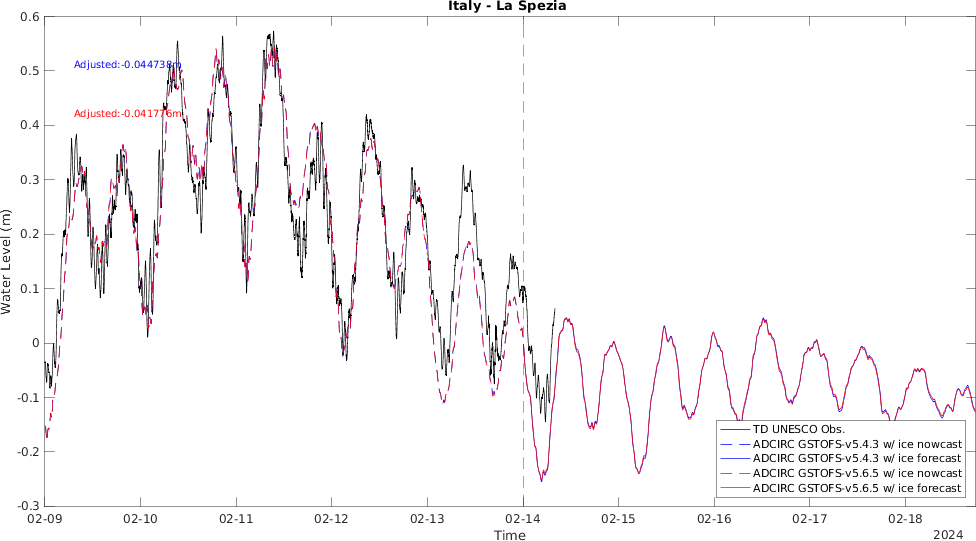 Italy - La Spezia
0.6
0.5
0.4
0.3
0.2
0.1
0
-0.1
-0.2
-0.3
Water Level (m)
Adjusted:-0.044738m
Adjusted:-0.041776m
TD UNESCO Obs.
ADCIRC GSTOFS-v5.4.3 w/ ice nowcast
ADCIRC GSTOFS-v5.4.3 w/ ice forecast
ADCIRC GSTOFS-v5.6.5 w/ ice nowcast
ADCIRC GSTOFS-v5.6.5 w/ ice forecast
02-09 02-10 02-11 02-12 02-13 02-14 02-15 02-16 02-17 02-18
Time
2024